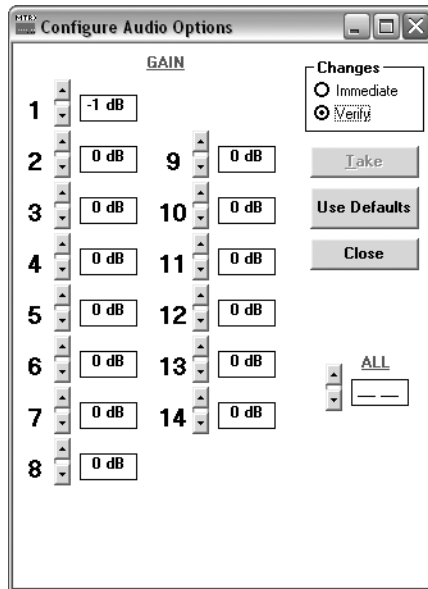 MTRX Configure Audio Options
GAIN
1 -1 dB
2 0 dB 9 0 dB
3 0 dB 10 0 dB
4 0 dB 11 0 dB
5 0 dB 12 0 dB
6 0 dB 13 0 dB
7 0 dB 14 0 dB
8 0 dB
Changes
Immediate
Verify
Take
Use Defaults
Close
ALL
— —